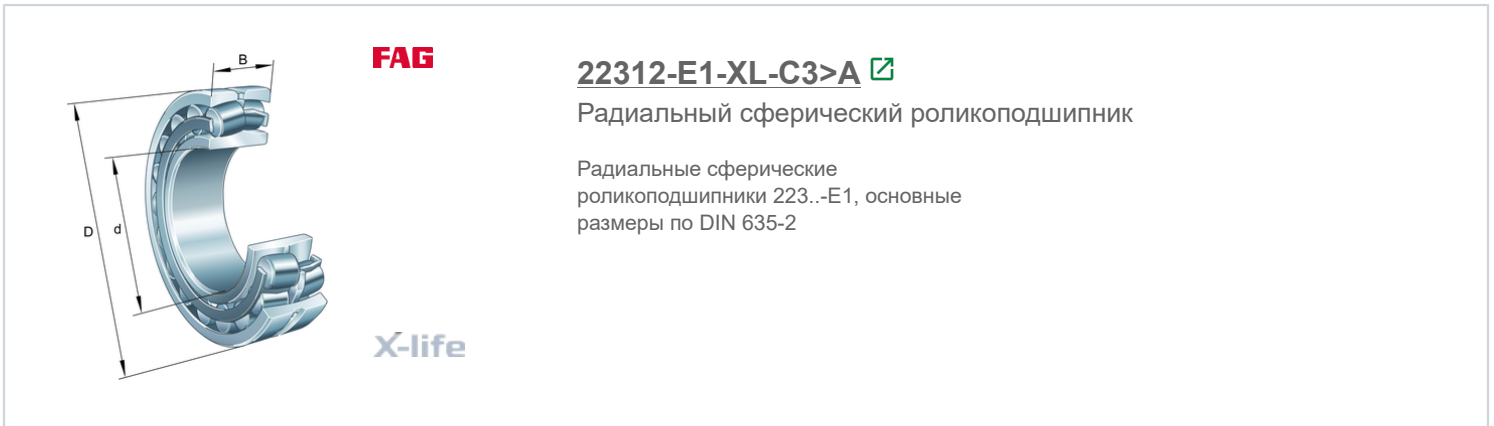 B
FAG
22312-E1-XL-C3>A
Радиальный сферический роликоподшипник
Радиальные сферические
роликоподшипники 223..-E1, основные
размеры по DIN 635-2
D
d
X-life